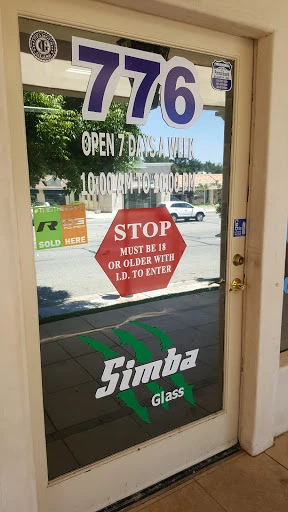 776
OPEN 7 DAYS A WEEK
10:00 AM TO 10:00 PM
SOLD HERE
STOP
MUST BE 18
OR OLDER WITH
I.D. TO ENTER
Simba
Glass